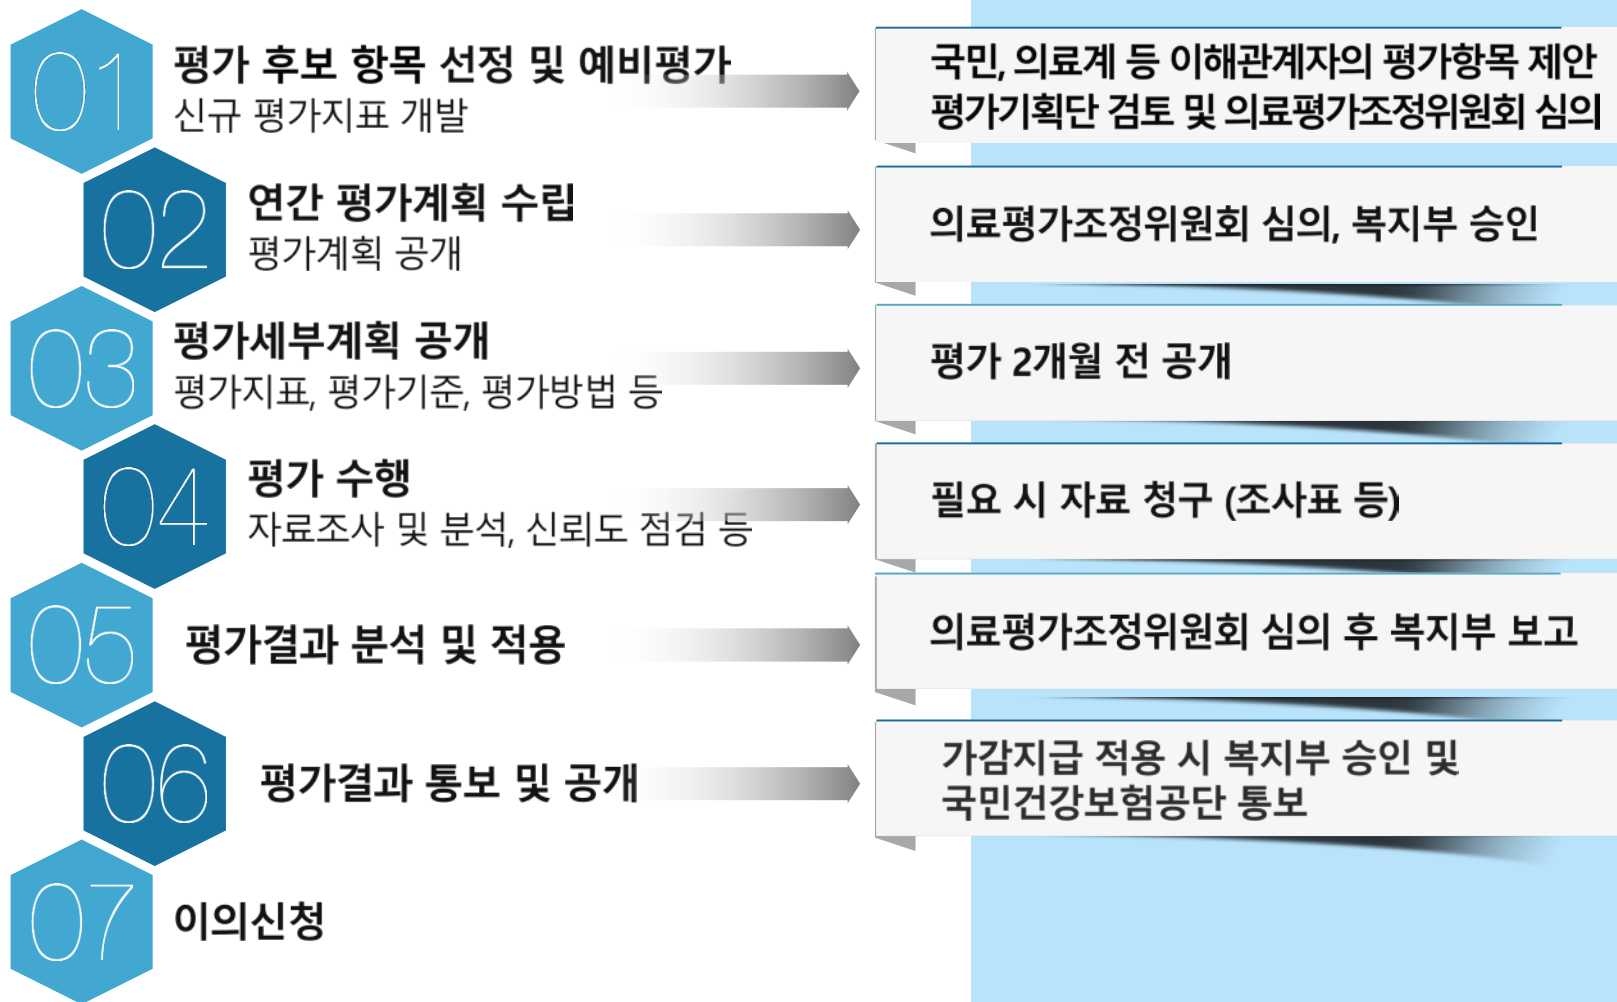 01
평가 후보 항목 선정 및 예비평가
신규 평가지표 개발
국민, 의료계 등 이해관계자의 평가항목 제안
평가기획단 검토 및 의료평가조정위원회 심의
02
연간 평가계획 수립
평가계획 공개
의료평가조정위원회 심의, 복지부 승인
03
평가세부계획 공개
평가지표, 평가기준, 평가방법 등
평가 2개월 전 공개
04
평가 수행
자료조사 및 분석, 신뢰도 점검 등
필요 시 자료 청구 (조사표 등)
05
평가결과 분석 및 적용
의료평가조정위원회 심의 후 복지부 보고
06
평가결과 통보 및 공개
가감지급 적용 시 복지부 승인 및
국민건강보험공단 통보
07
이의신청